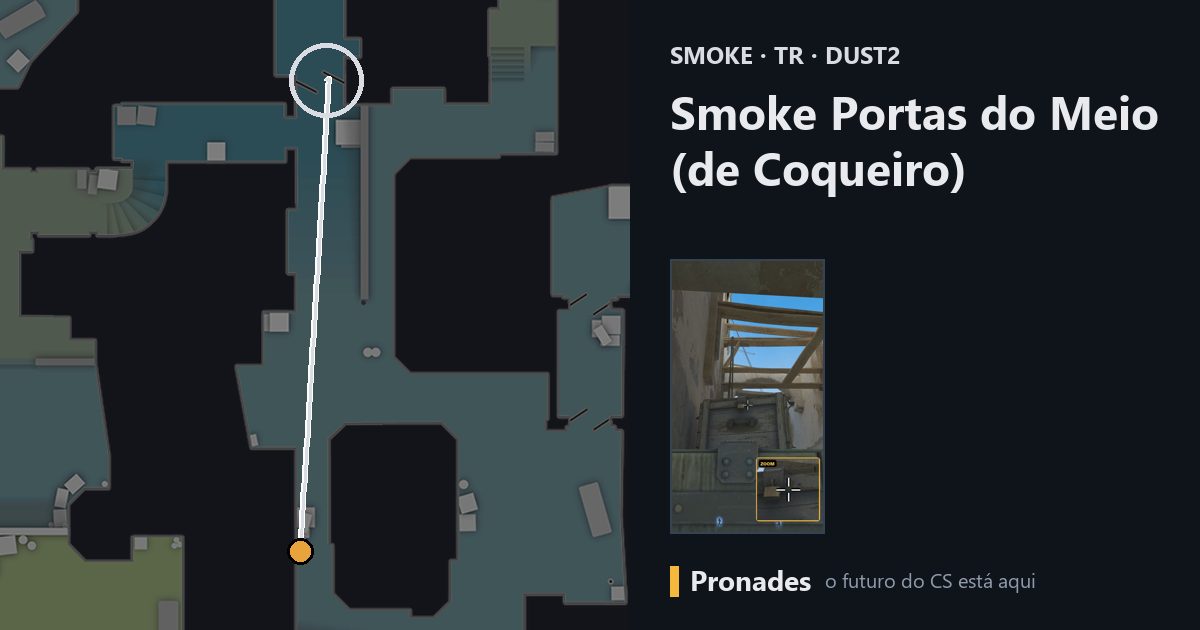 SMOKE · TR · DUST2
Smoke Portas do Meio
(de Coqueiro)
ZOOM
Pronades o futuro do CS está aqui